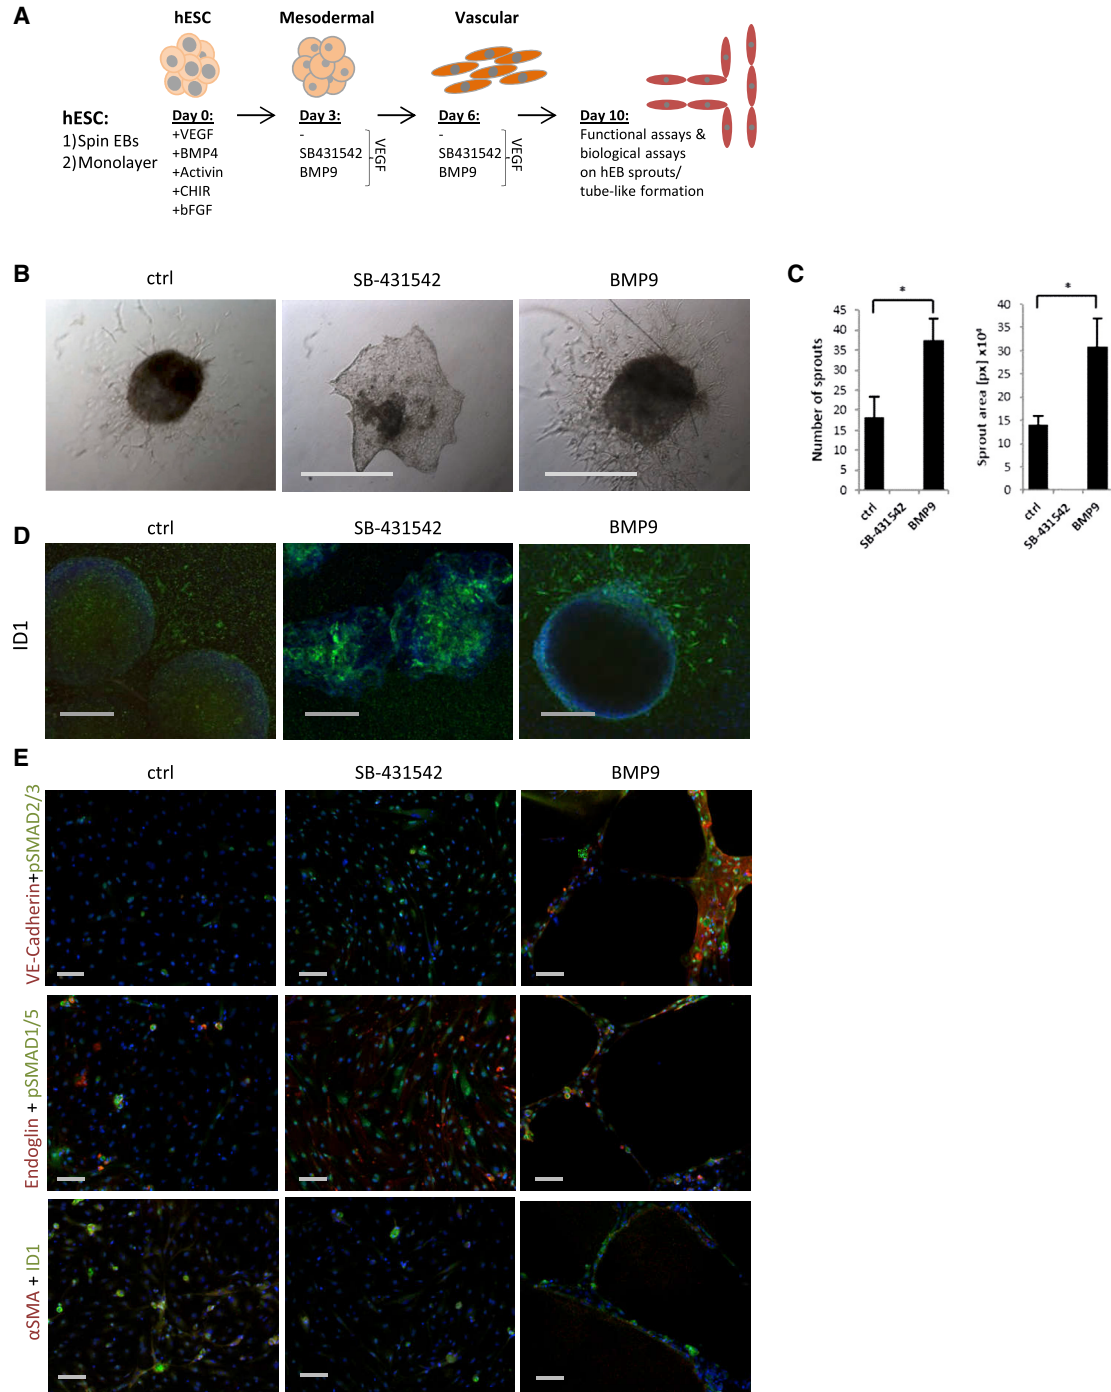 A
hESC
Mesodermal
Vascular
hESC:
1)Spin EBs
2)Monolayer
Day 0:
+VEGF
+BMP4
+Activin
+CHIR
+bFGF
Day 3:
-
SB431542
BMP9
VEGF
Day 6:
-
SB431542
BMP9
VEGF
Day 10:
Functional assays &
biological assays
on hEB sprouts/
tube-like formation
B
ctrl
SB-431542
BMP9
C
*
Number of sprouts
45
40
35
30
25
20
15
10
5
0
ctrl
SB-431542
BMP9
*
Sprout area [px] x10⁴
40
35
30
25
20
15
10
5
0
ctrl
SB-431542
BMP9
D
ctrl
SB-431542
BMP9
ID1
E
ctrl
SB-431542
BMP9
VE-Cadherin+pSMAD2/3
Endoglin + pSMAD1/5
αSMA + ID1